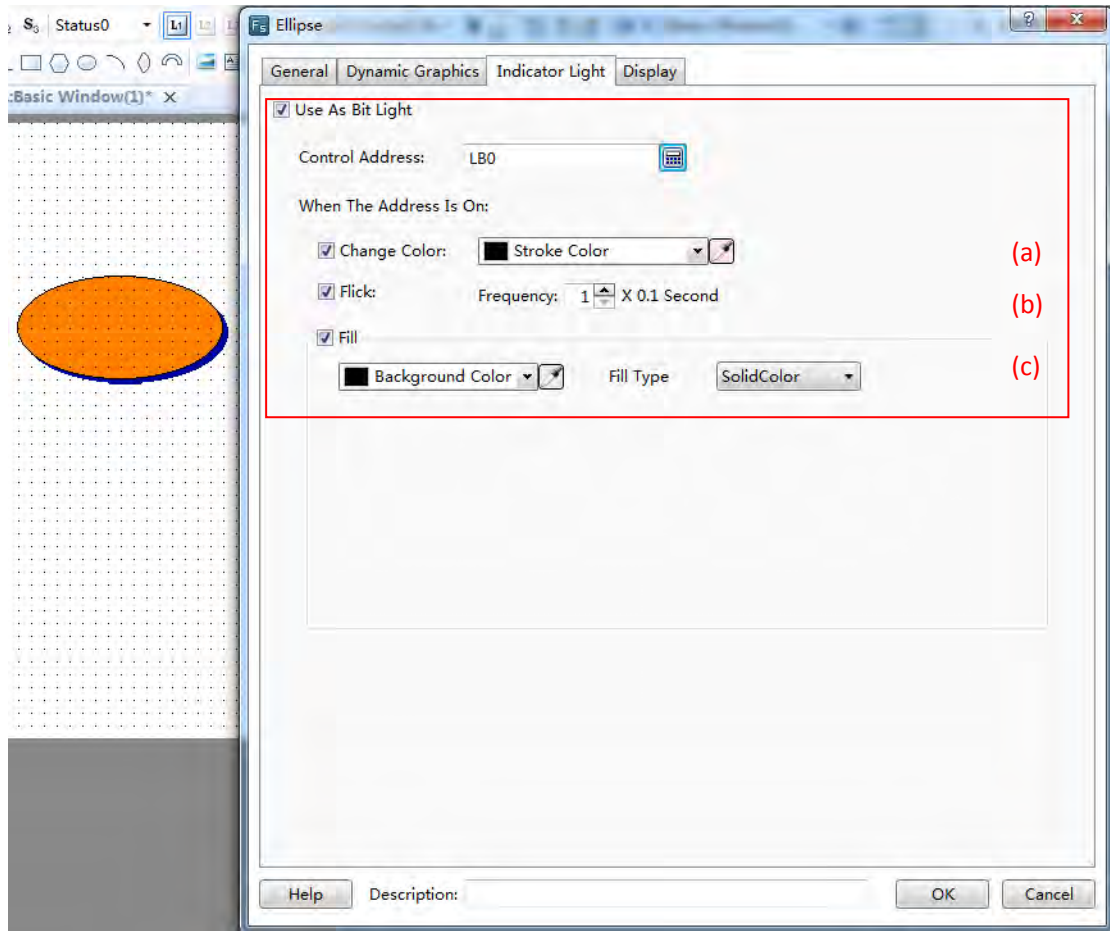 S₃ Status0 L1 L2
Fs Ellipse
General Dynamic Graphics Indicator Light Display
:Basic Window(1)* X
Use As Bit Light
Control Address: LB0
When The Address Is On:
Change Color: Stroke Color (a)
Flick: Frequency: 1 X 0.1 Second (b)
Fill
Background Color Fill Type SolidColor (c)
Help Description: OK Cancel